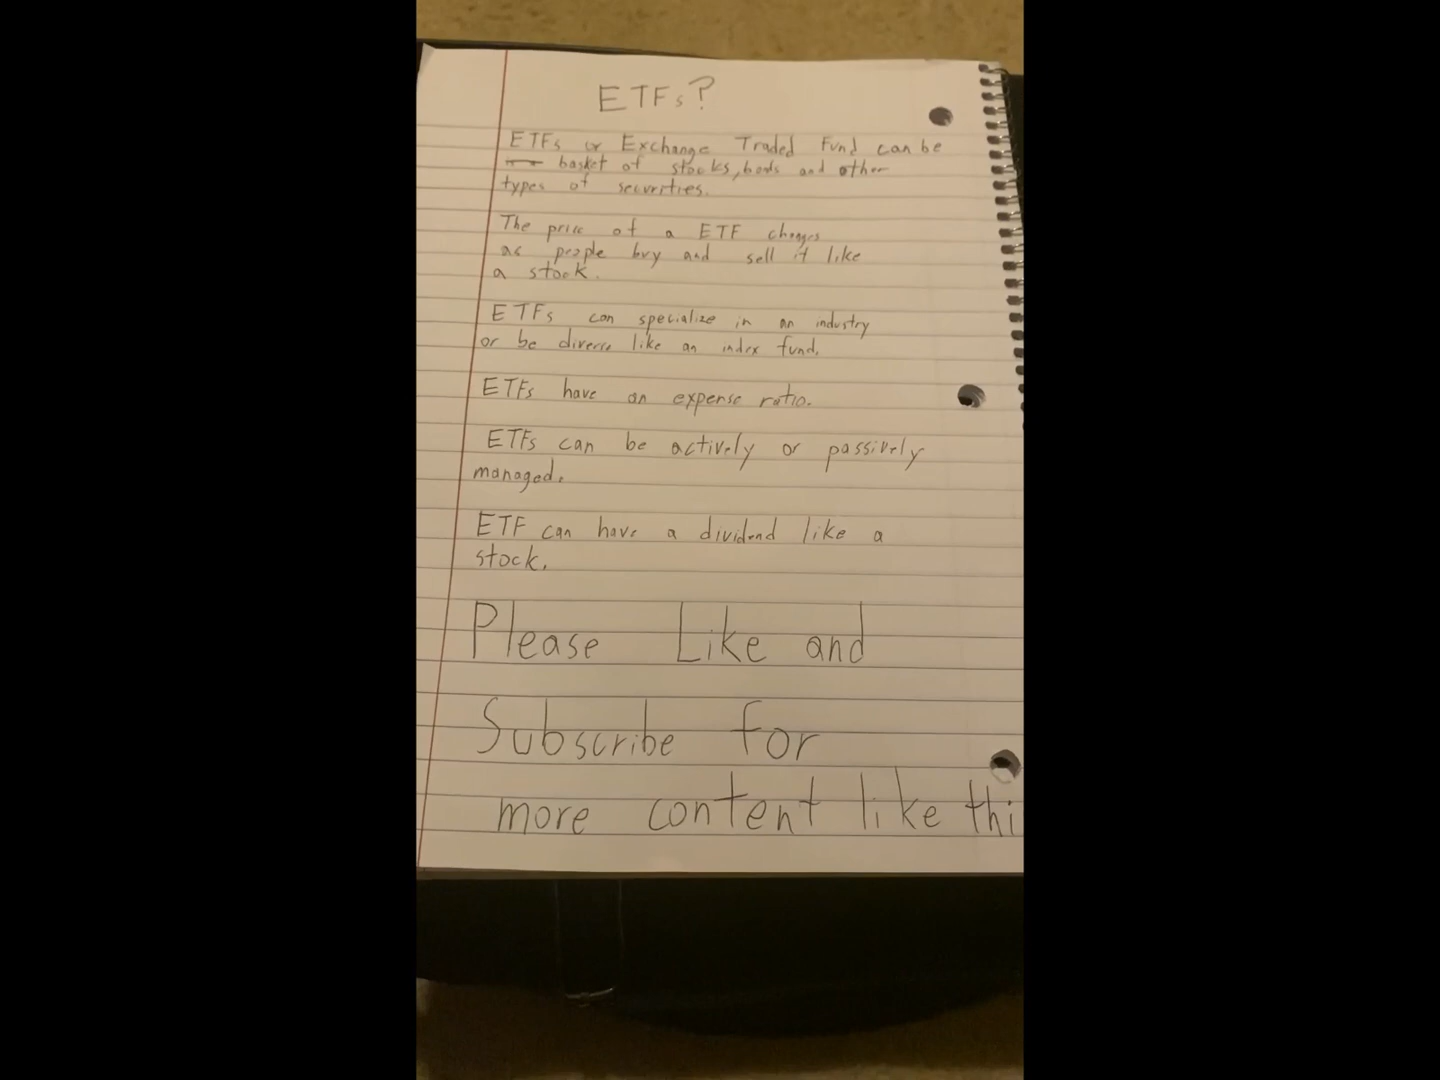 ETFs?
ETFs or Exchange Traded Fund can be
basket of stocks, bods and other
types of securities.
The price of a ETF changes
as people buy and sell it like
a stock.
ETFs can specialize in an industry
or be diverse like an index fund.
ETFs have an expense ratio.
ETFs can be actively or passively
managed.
ETF can have a dividend like a
stock.
Please Like and
Subscribe for
more content like thi